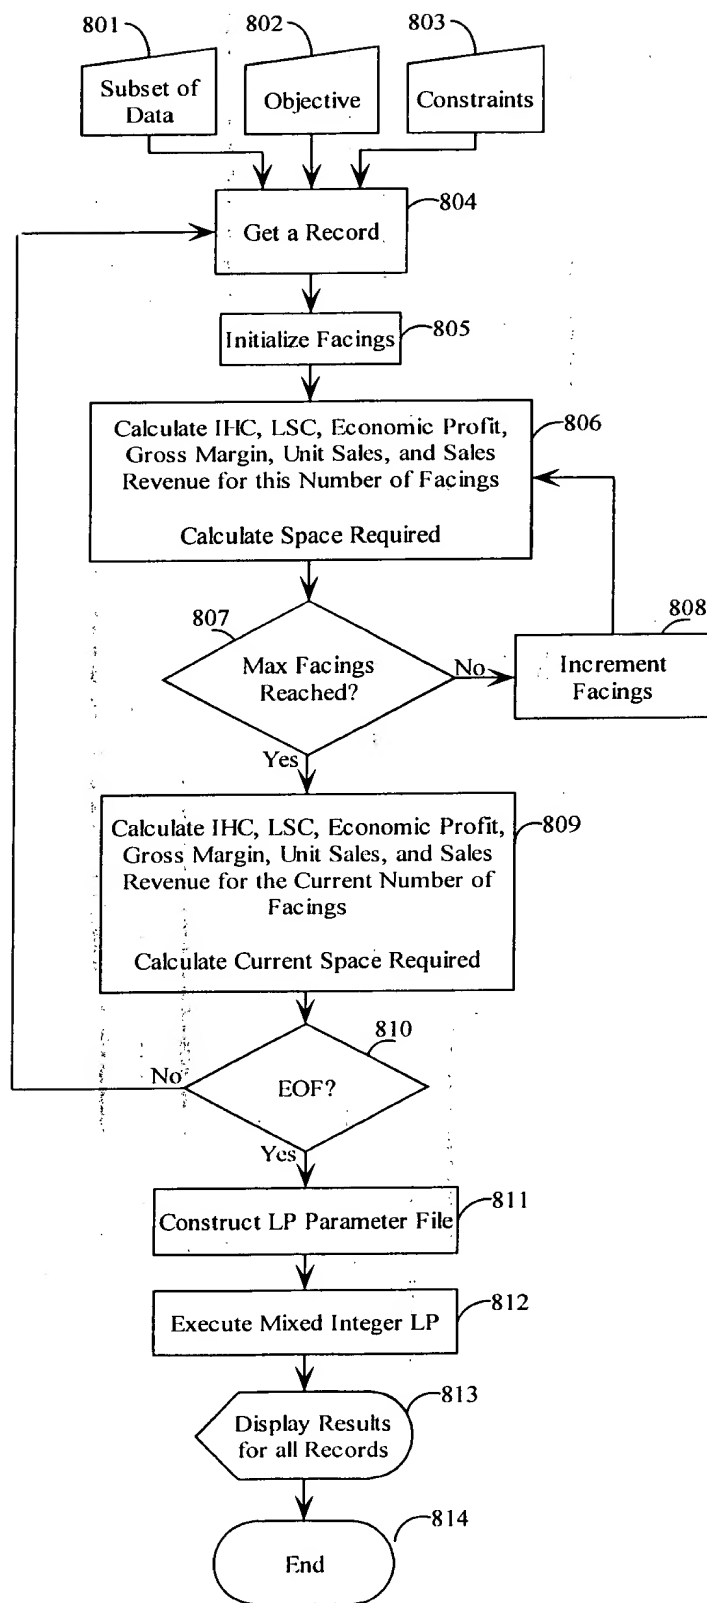 801
802
803
Subset of
Data
Objective
Constraints
804
Get a Record
805
Initialize Facings
806
Calculate IHC, LSC, Economic Profit,
Gross Margin, Unit Sales, and Sales
Revenue for this Number of Facings
Calculate Space Required
807
808
Max Facings
Reached?
No
Increment
Facings
Yes
809
Calculate IHC, LSC, Economic Profit,
Gross Margin, Unit Sales, and Sales
Revenue for the Current Number of
Facings
Calculate Current Space Required
810
No
EOF?
Yes
811
Construct LP Parameter File
812
Execute Mixed Integer LP
813
Display Results
for all Records
814
End